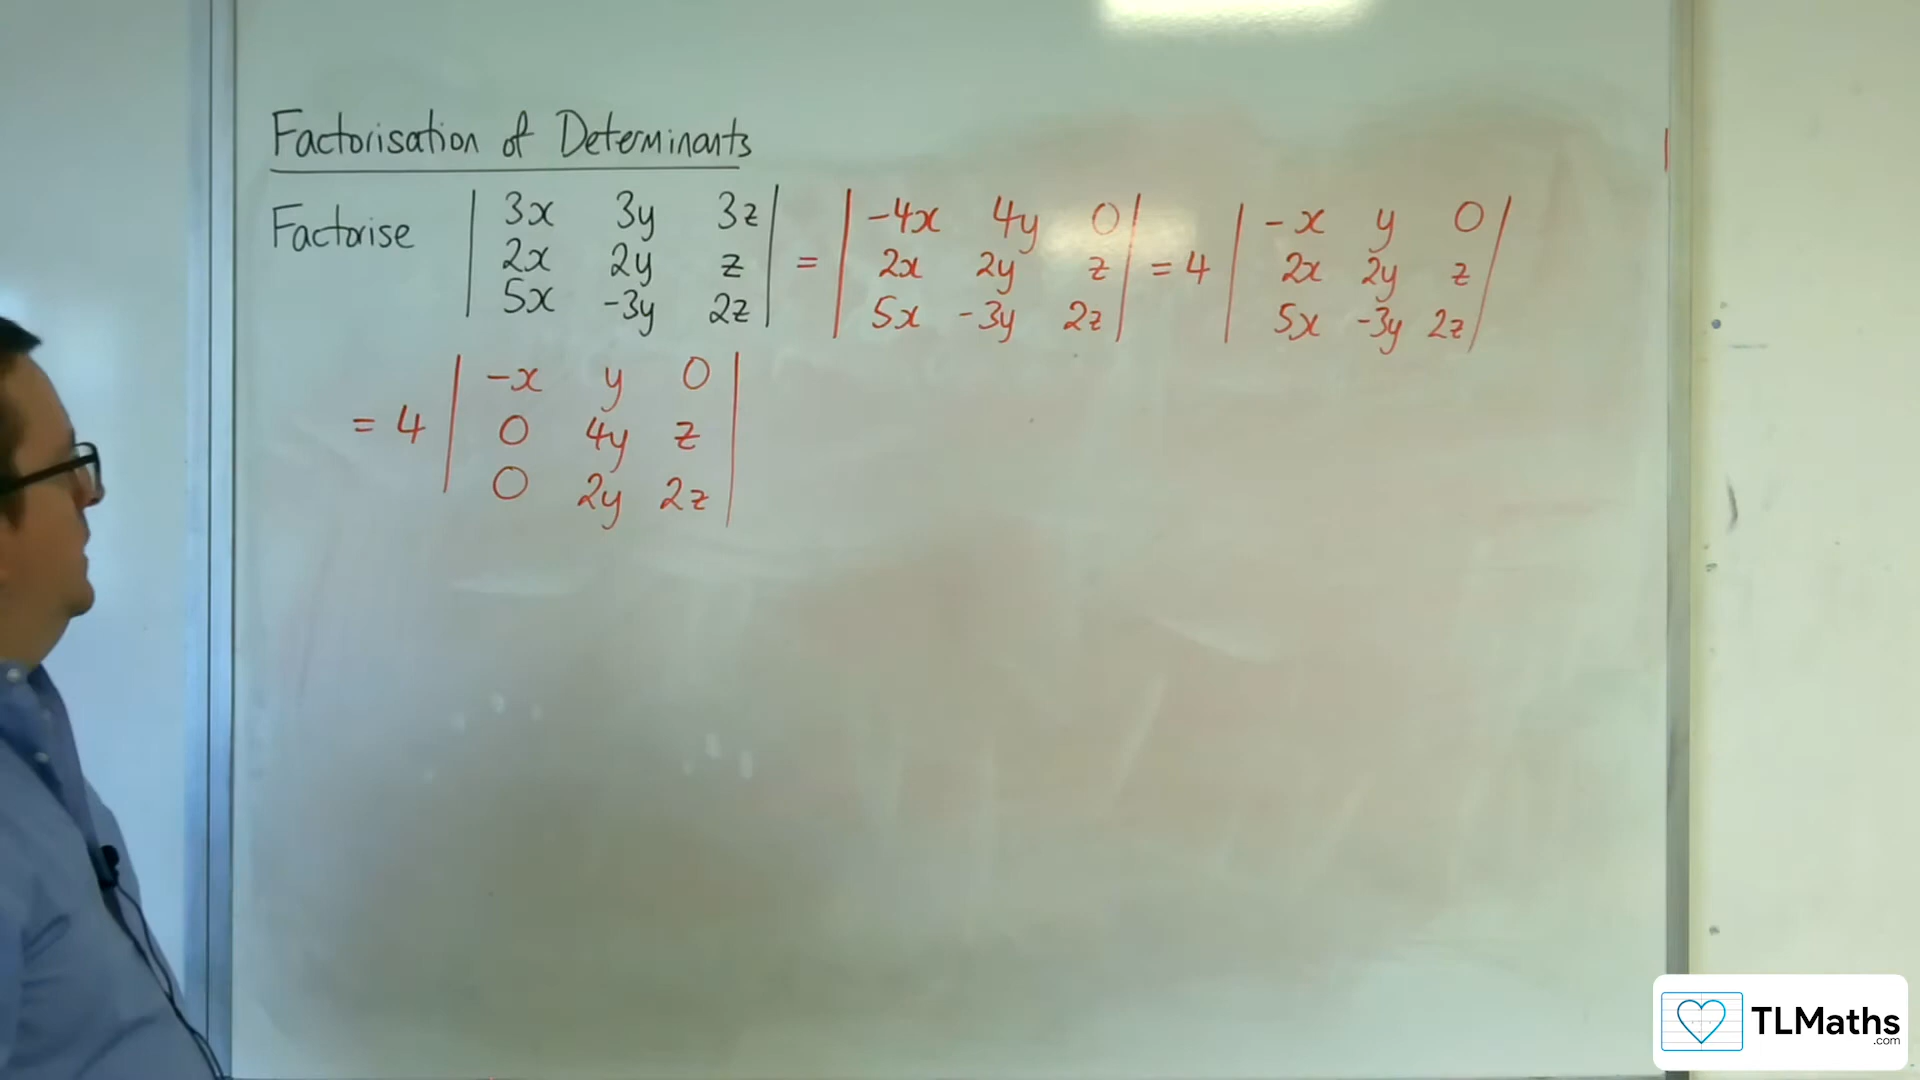 Factorisation of Determinants
Factorise | 3x 3y 3z | = | -4x 4y 0 | = 4 | -x y 0 |
| 2x 2y z | | 2x 2y z | | 2x 2y z |
| 5x -3y 2z | | 5x -3y 2z | | 5x -3y 2z |
= 4 | -x y 0 |
| 0 4y z |
| 0 2y 2z |
TLMaths
.com